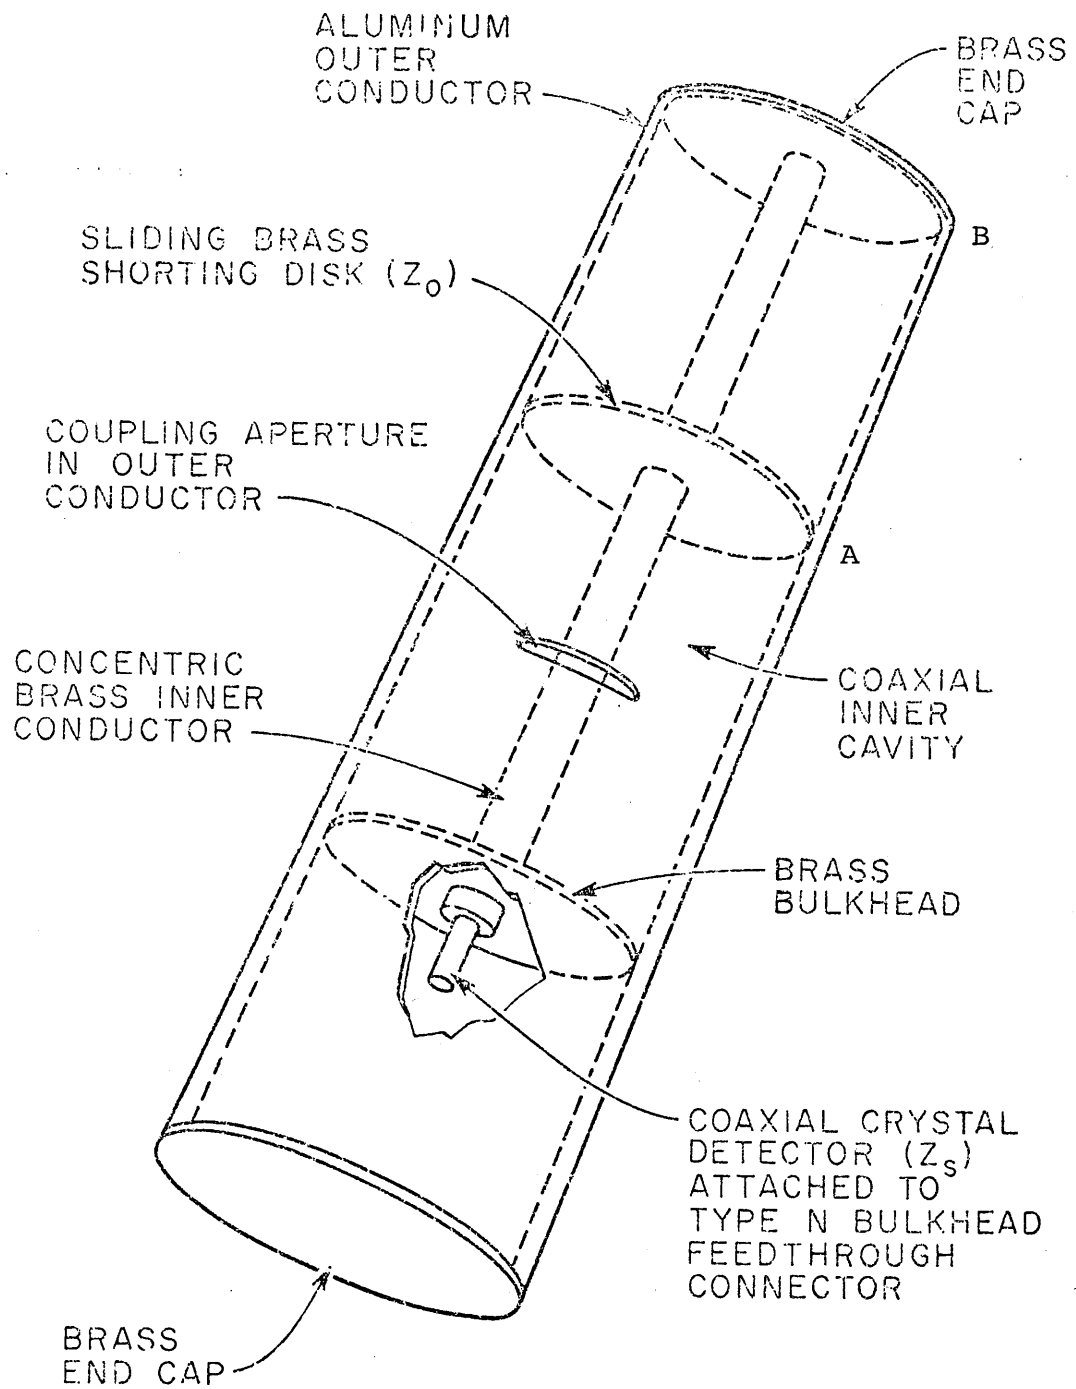 ALUMINUM
OUTER
CONDUCTOR
BRASS
END
CAP
SLIDING BRASS
SHORTING DISK (Zo)
B
COUPLING APERTURE
IN OUTER
CONDUCTOR
A
CONCENTRIC
BRASS INNER
CONDUCTOR
COAXIAL
INNER
CAVITY
BRASS
BULKHEAD
COAXIAL CRYSTAL
DETECTOR (Zs)
ATTACHED TO
TYPE N BULKHEAD
FEEDTHROUGH
CONNECTOR
BRASS
END CAP